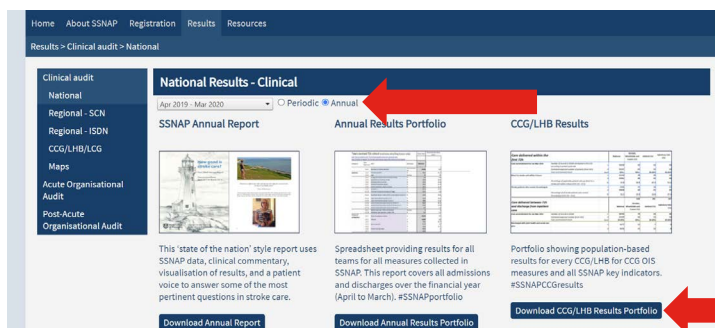 Home About SSNAP Registration Results Resources
Results > Clinical audit > National
Clinical audit
National
Regional - SCN
Regional - ISDN
CCG/LHB/LCG
Maps
Acute Organisational
Audit
Post-Acute
Organisational Audit
National Results - Clinical
Apr 2019 - Mar 2020 Periodic Annual
SSNAP Annual Report
How good is
stroke care?
This 'state of the nation' style report uses
SSNAP data, clinical commentary,
visualisation of results, and a patient
voice to answer some of the most
pertinent questions in stroke care.
Download Annual Report
Annual Results Portfolio
Spreadsheet providing results for all
teams for all measures collected in
SSNAP. This report covers all admissions
and discharges over the financial year
(April to March). #SSNAPportfolio
Download Annual Results Portfolio
CCG/LHB Results
Portfolio showing population-based
results for every CCG/LHB for CCG OIS
measures and all SSNAP key indicators.
#SSNAPCCGresults
Download CCG/LHB Results Portfolio